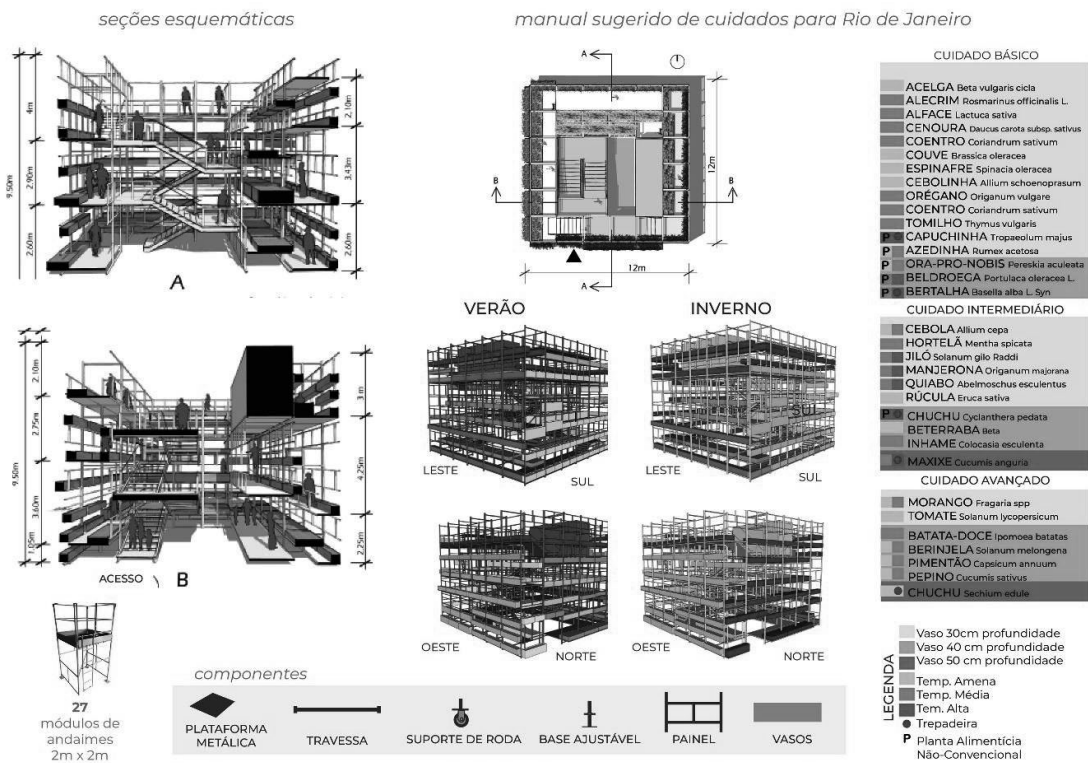 seções esquemáticas
manual sugerido de cuidados para Rio de Janeiro
4m
2.90m
2.60m
9.50m
2.10m
3.43m
2.60m
A
2.10m
2.75m
3.60m
1.05m
9.50m
3m
4.25m
2.25m
ACESSO
B
27
módulos de
andaimes
2m x 2m
A
B
B
12m
12m
A
VERÃO
INVERNO
LESTE
SUL
LESTE
SUL
SUL
OESTE
NORTE
OESTE
NORTE
componentes
PLATAFORMA
METÁLICA
TRAVESSA
SUPORTE DE RODA
BASE AJUSTÁVEL
PAINEL
VASOS
CUIDADO BÁSICO
ACELGA Beta vulgaris cicla
ALECRIM Rosmarinus officinalis L.
ALFACE Lactuca sativa
CENOURA Daucus carota subsp. sativus
COENTRO Coriandrum sativum
COUVE Brassica oleracea
ESPINAFRE Spinacia oleracea
CEBOLINHA Allium schoenoprasum
ORÉGANO Origanum vulgare
COENTRO Coriandrum sativum
TOMILHO Thymus vulgaris
P CAPUCHINHA Tropaeolum majus
P AZEDINHA Rumex acetosa
P ORA-PRO-NOBIS Pereskia aculeata
P BELDROEGA Portulaca oleracea L.
P BERTALHA Basella alba L. Syn
CUIDADO INTERMEDIÁRIO
CEBOLA Allium cepa
HORTELÃ Mentha spicata
JILÓ Solanum gilo Raddi
MANJERONA Origanum majorana
QUIABO Abelmoschus esculentus
RÚCULA Eruca sativa
P CHUCHU Cyclanthera pedata
BETERRABA Beta
INHAME Colocasia esculenta
MAXIXE Cucumis anguria
CUIDADO AVANÇADO
MORANGO Fragaria spp
TOMATE Solanum lycopersicum
BATATA-DOCE Ipomoea batatas
BERINJELA Solanum melongena
PIMENTÃO Capsicum annuum
PEPINO Cucumis sativus
CHUCHU Sechium edule
LEGENDA
Vaso 30cm profundidade
Vaso 40 cm profundidade
Vaso 50 cm profundidade
Temp. Amena
Temp. Média
Tem. Alta
Trepadeira
P Planta Alimentícia
Não-Convencional